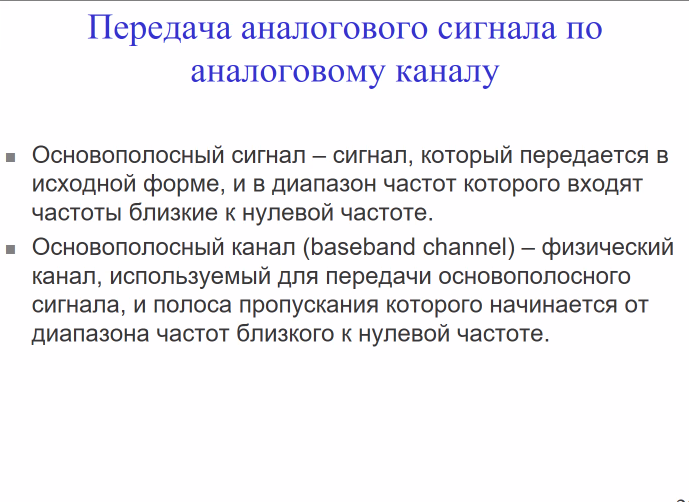 Передача аналогового сигнала по
аналоговому каналу
Основополосный сигнал – сигнал, который передается в
исходной форме, и в диапазон частот которого входят
частоты близкие к нулевой частоте.
Основополосный канал (baseband channel) – физический
канал, используемый для передачи основополосного
сигнала, и полоса пропускания которого начинается от
диапазона частот близкого к нулевой частоте.